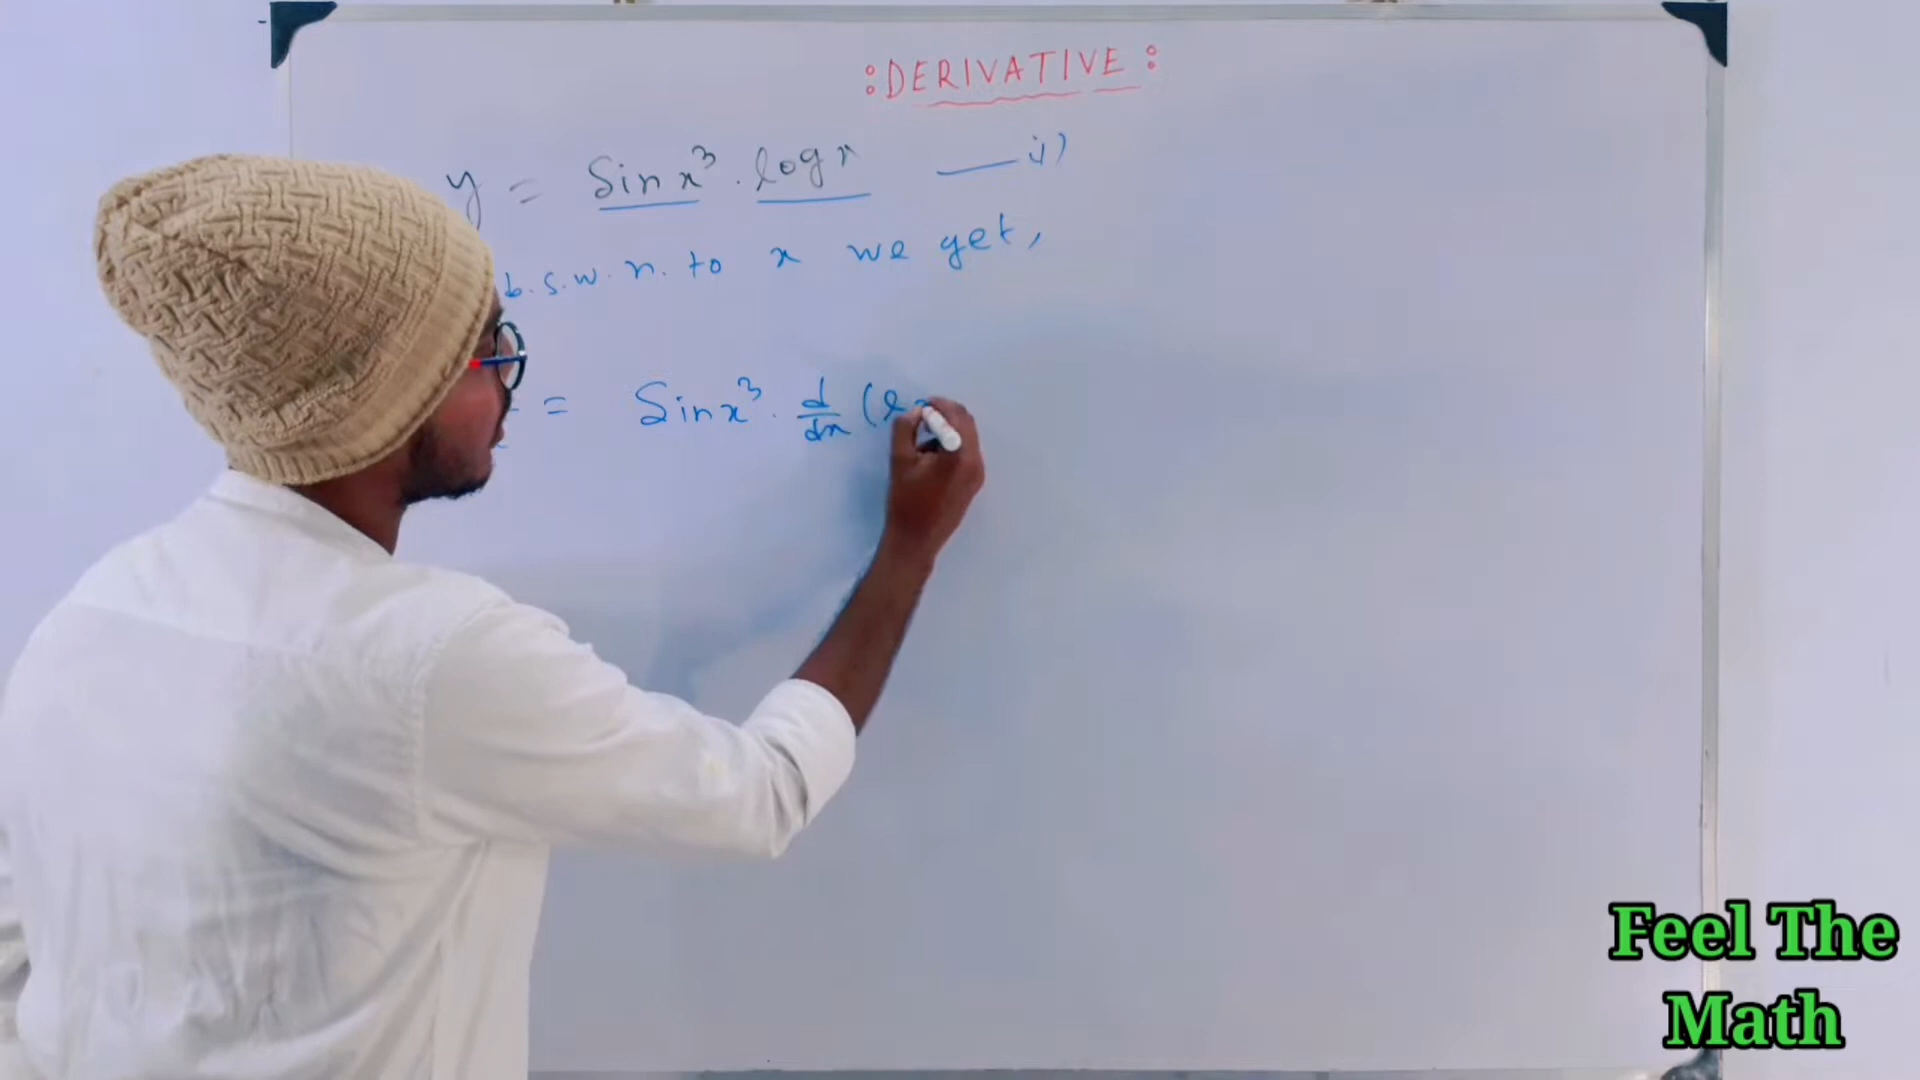 :DERIVATIVE:
y = Sin x³ . log x —— i)
b.s.w.r. to x we get,
= Sin x³ . d/dx (l
Feel The
Math